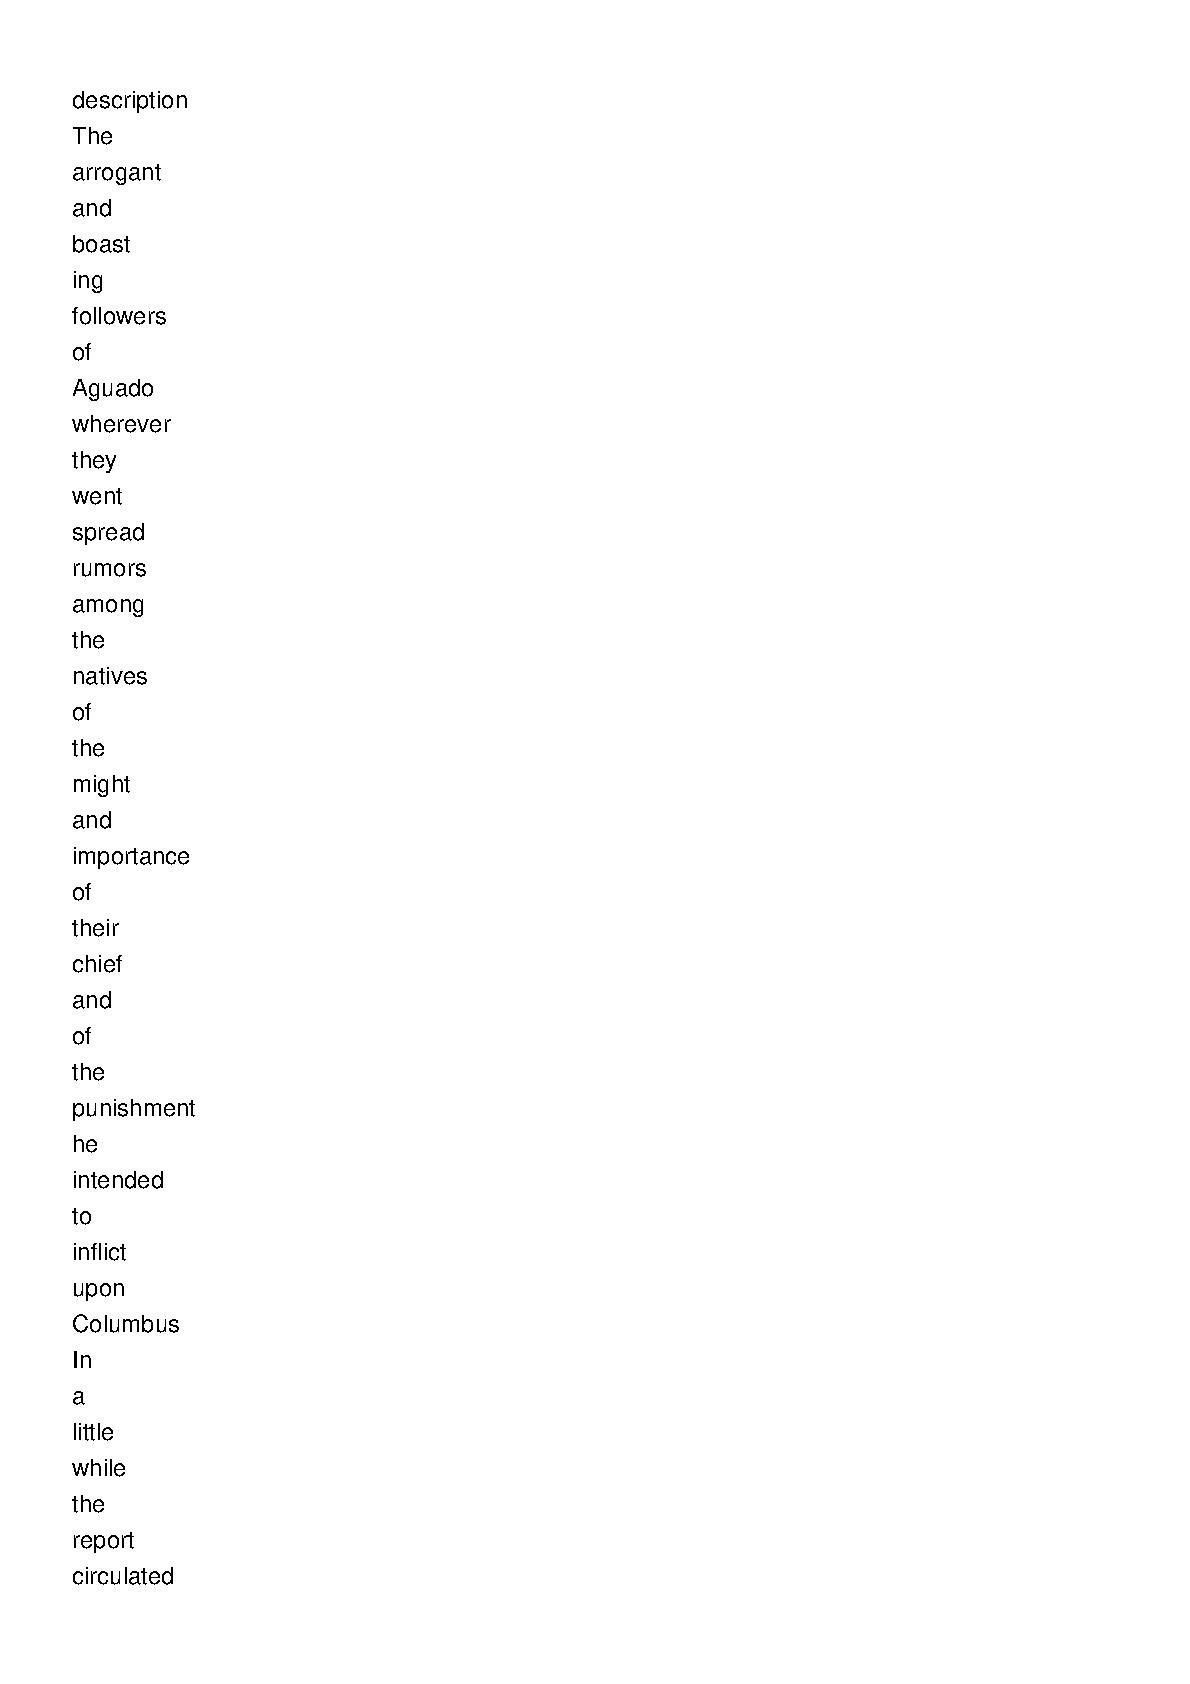 description
The
arrogant
and
boast
ing
followers
of
Aguado
wherever
they
went
spread
rumors
among
the
natives
of
the
might
and
importance
of
their
chief
and
of
the
punishment
he
intended
to
inflict
upon
Columbus
In
a
little
while
the
report
circulated